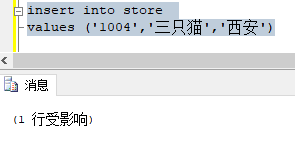 insert into store
values ('1004','三只猫','西安')
消息
(1 行受影响)